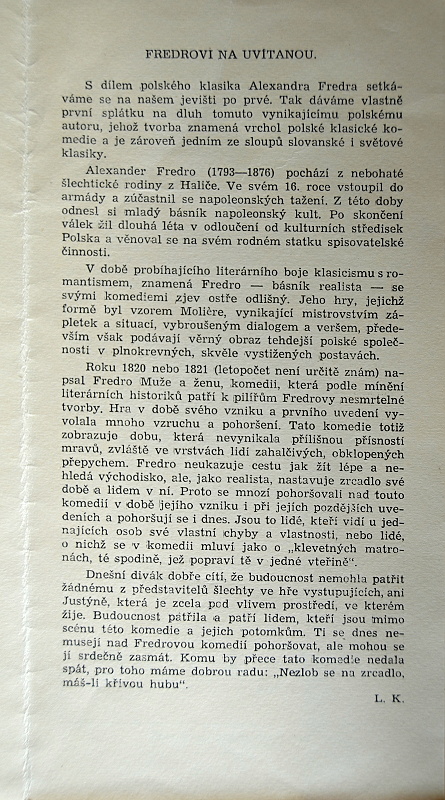 FREDROVI NA UVÍTANOU.
S dílem polského klasika Alexandra Fredra setká-
váme se na našem jevišti po prvé. Tak dáváme vlastně
první splátku na dluh tomuto vynikajícímu polskému
autoru, jehož tvorba znamená vrchol polské klasické ko-
medie a je zároveň jedním ze sloupů slovanské i světové
klasiky.
Alexander Fredro (1793—1876) pochází z nebohaté
šlechtické rodiny z Haliče. Ve svém 16. roce vstoupil do
armády a zúčastnil se napoleonských tažení. Z této doby
odnesl si mladý básník napoleonský kult. Po skončení
válek žil dlouhá léta v odloučení od kulturních středisek
Polska a věnoval se na svém rodném statku spisovatelské
činnosti.
V době probíhajícího literárního boje klasicismu s ro-
mantismem, znamená Fredro — básník realista — se
svými komediemi zjev ostře odlišný. Jeho hry, jejichž
formě byl vzorem Molière, vynikající mistrovstvím zá-
pletek a situací, vybroušeným dialogem a veršem, přede-
vším však podávají věrný obraz tehdejší polské společ-
nosti v plnokrevných, skvěle vystižených postavách.
Roku 1820 nebo 1821 (letopočet není určitě znám) na-
psal Fredro Muže a ženu, komedii, která podle mínění
literárních historiků patří k pilířům Fredrovy nesmrtelné
tvorby. Hra v době svého vzniku a prvního uvedení vy-
volala mnoho vzruchu a pohoršení. Tato komedie totiž
zobrazuje dobu, která nevynikala přílišnou přísností
mravů, zvláště ve vrstvách lidí zahalčivých, obklopených
přepychem. Fredro neukazuje cestu jak žít lépe a ne-
hledá východisko, ale, jako realista, nastavuje zrcadlo své
době a lidem v ní. Proto se mnozí pohoršovali nad touto
komedií v době jejího vzniku i při jejích pozdějších uve-
deních a pohoršují se i dnes. Jsou to lidé, kteří vidí u jed-
najících osob své vlastní chyby a vlastnosti, nebo lidé,
o nichž se v komedii mluví jako o „klevetných matro-
nách, té spodině, jež popraví tě v jedné vteřině“.
Dnešní divák dobře cítí, že budoucnost nemohla patřit
žádnému z představitelů šlechty ve hře vystupujících, ani
Justýně, která je zcela pod vlivem prostředí, ve kterém
žije. Budoucnost patřila a patří lidem, kteří jsou mimo
scénu této komedie a jejich potomkům. Ti se dnes ne-
musejí nad Fredrovou komedií pohoršovat, ale mohou se
jí srdečně zasmát. Komu by přece tato komedie nedala
spát, pro toho máme dobrou radu: „Nezlob se na zrcadlo,
máš-li křivou hubu“.
L. K.